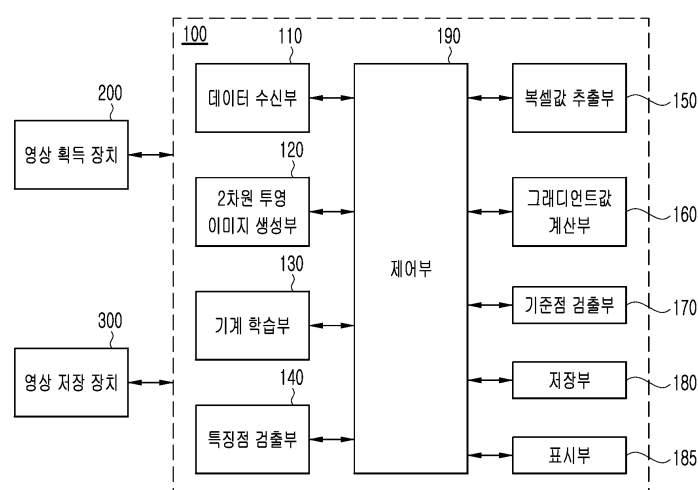 100
110
190
데이터 수신부
복셀값 추출부
150
200
영상 획득 장치
120
2차원 투영
이미지 생성부
그래디언트값
계산부
160
제어부
130
기계 학습부
기준점 검출부
170
300
영상 저장 장치
140
특징점 검출부
저장부
180
표시부
185